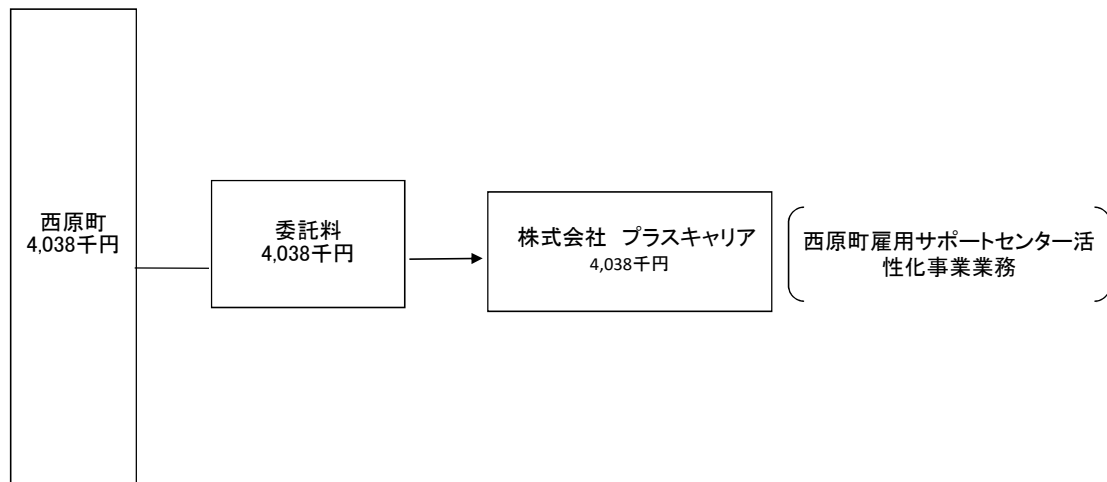 西原町
4,038千円
委託料
4,038千円
株式会社　プラスキャリア
4,038千円
西原町雇用サポートセンター活
性化事業業務